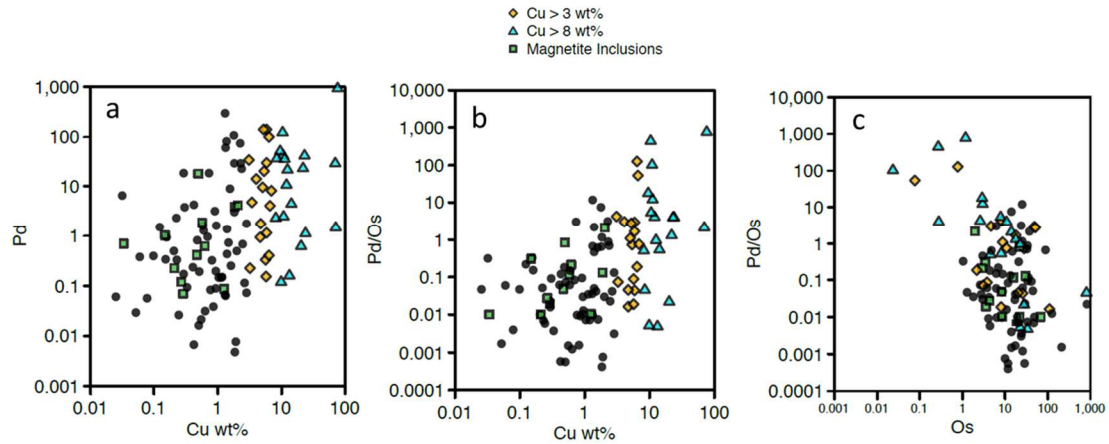 Cu > 3 wt%
Cu > 8 wt%
Magnetite Inclusions
a
Pd
1,000
100
10
1
0.1
0.01
0.001
0.01 0.1 1 10 100
Cu wt%
b
Pd/Os
10,000
1,000
100
10
1
0.1
0.01
0.001
0.0001
0.01 0.1 1 10 100
Cu wt%
c
Pd/Os
10,000
1,000
100
10
1
0.1
0.01
0.001
0.0001
0.001 0.01 0.1 1 10 100 1,000
Os